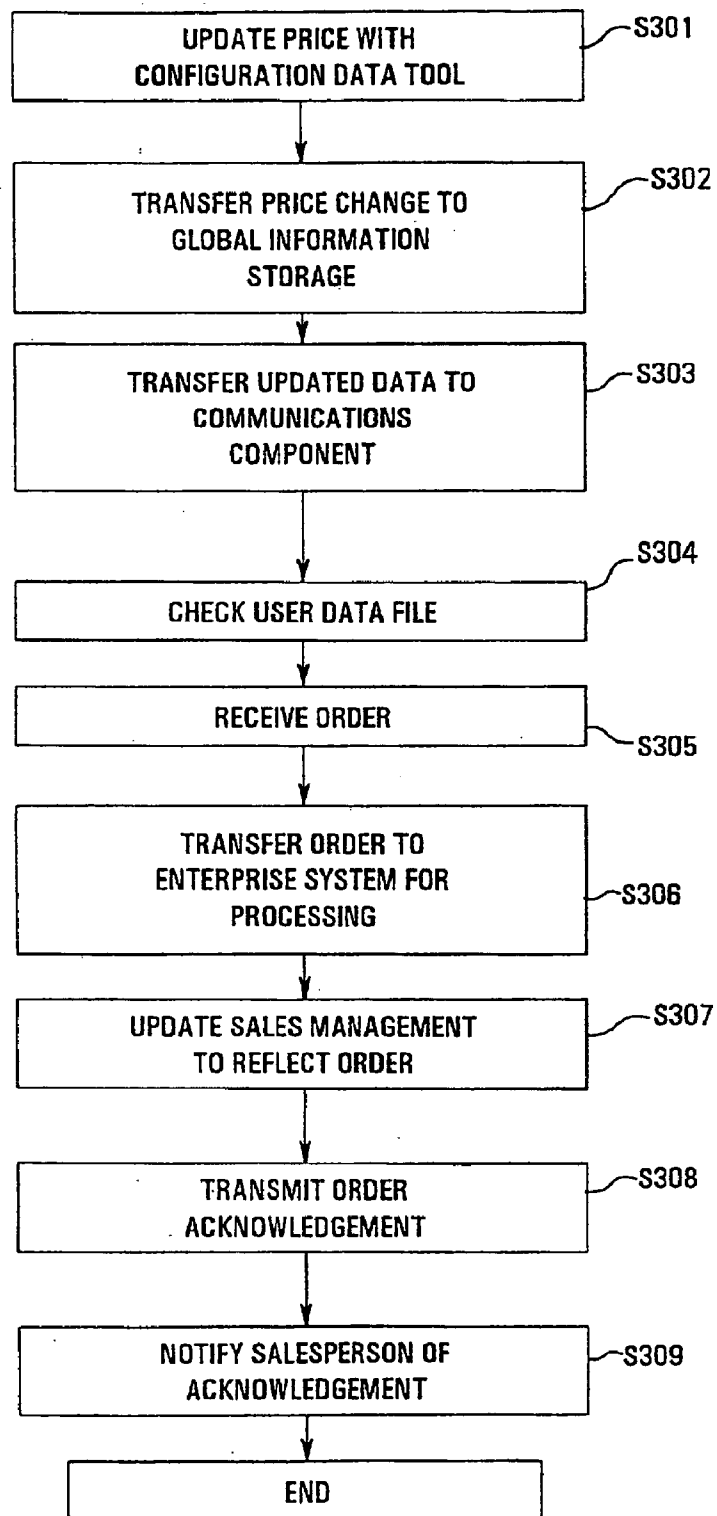 UPDATE PRICE WITH
CONFIGURATION DATA TOOL
S301
TRANSFER PRICE CHANGE TO
GLOBAL INFORMATION
STORAGE
S302
TRANSFER UPDATED DATA TO
COMMUNICATIONS
COMPONENT
S303
S304
CHECK USER DATA FILE
RECEIVE ORDER
S305
TRANSFER ORDER TO
ENTERPRISE SYSTEM FOR
PROCESSING
S306
UPDATE SALES MANAGEMENT
TO REFLECT ORDER
S307
TRANSMIT ORDER
ACKNOWLEDGEMENT
S308
NOTIFY SALESPERSON OF
ACKNOWLEDGEMENT
S309
END